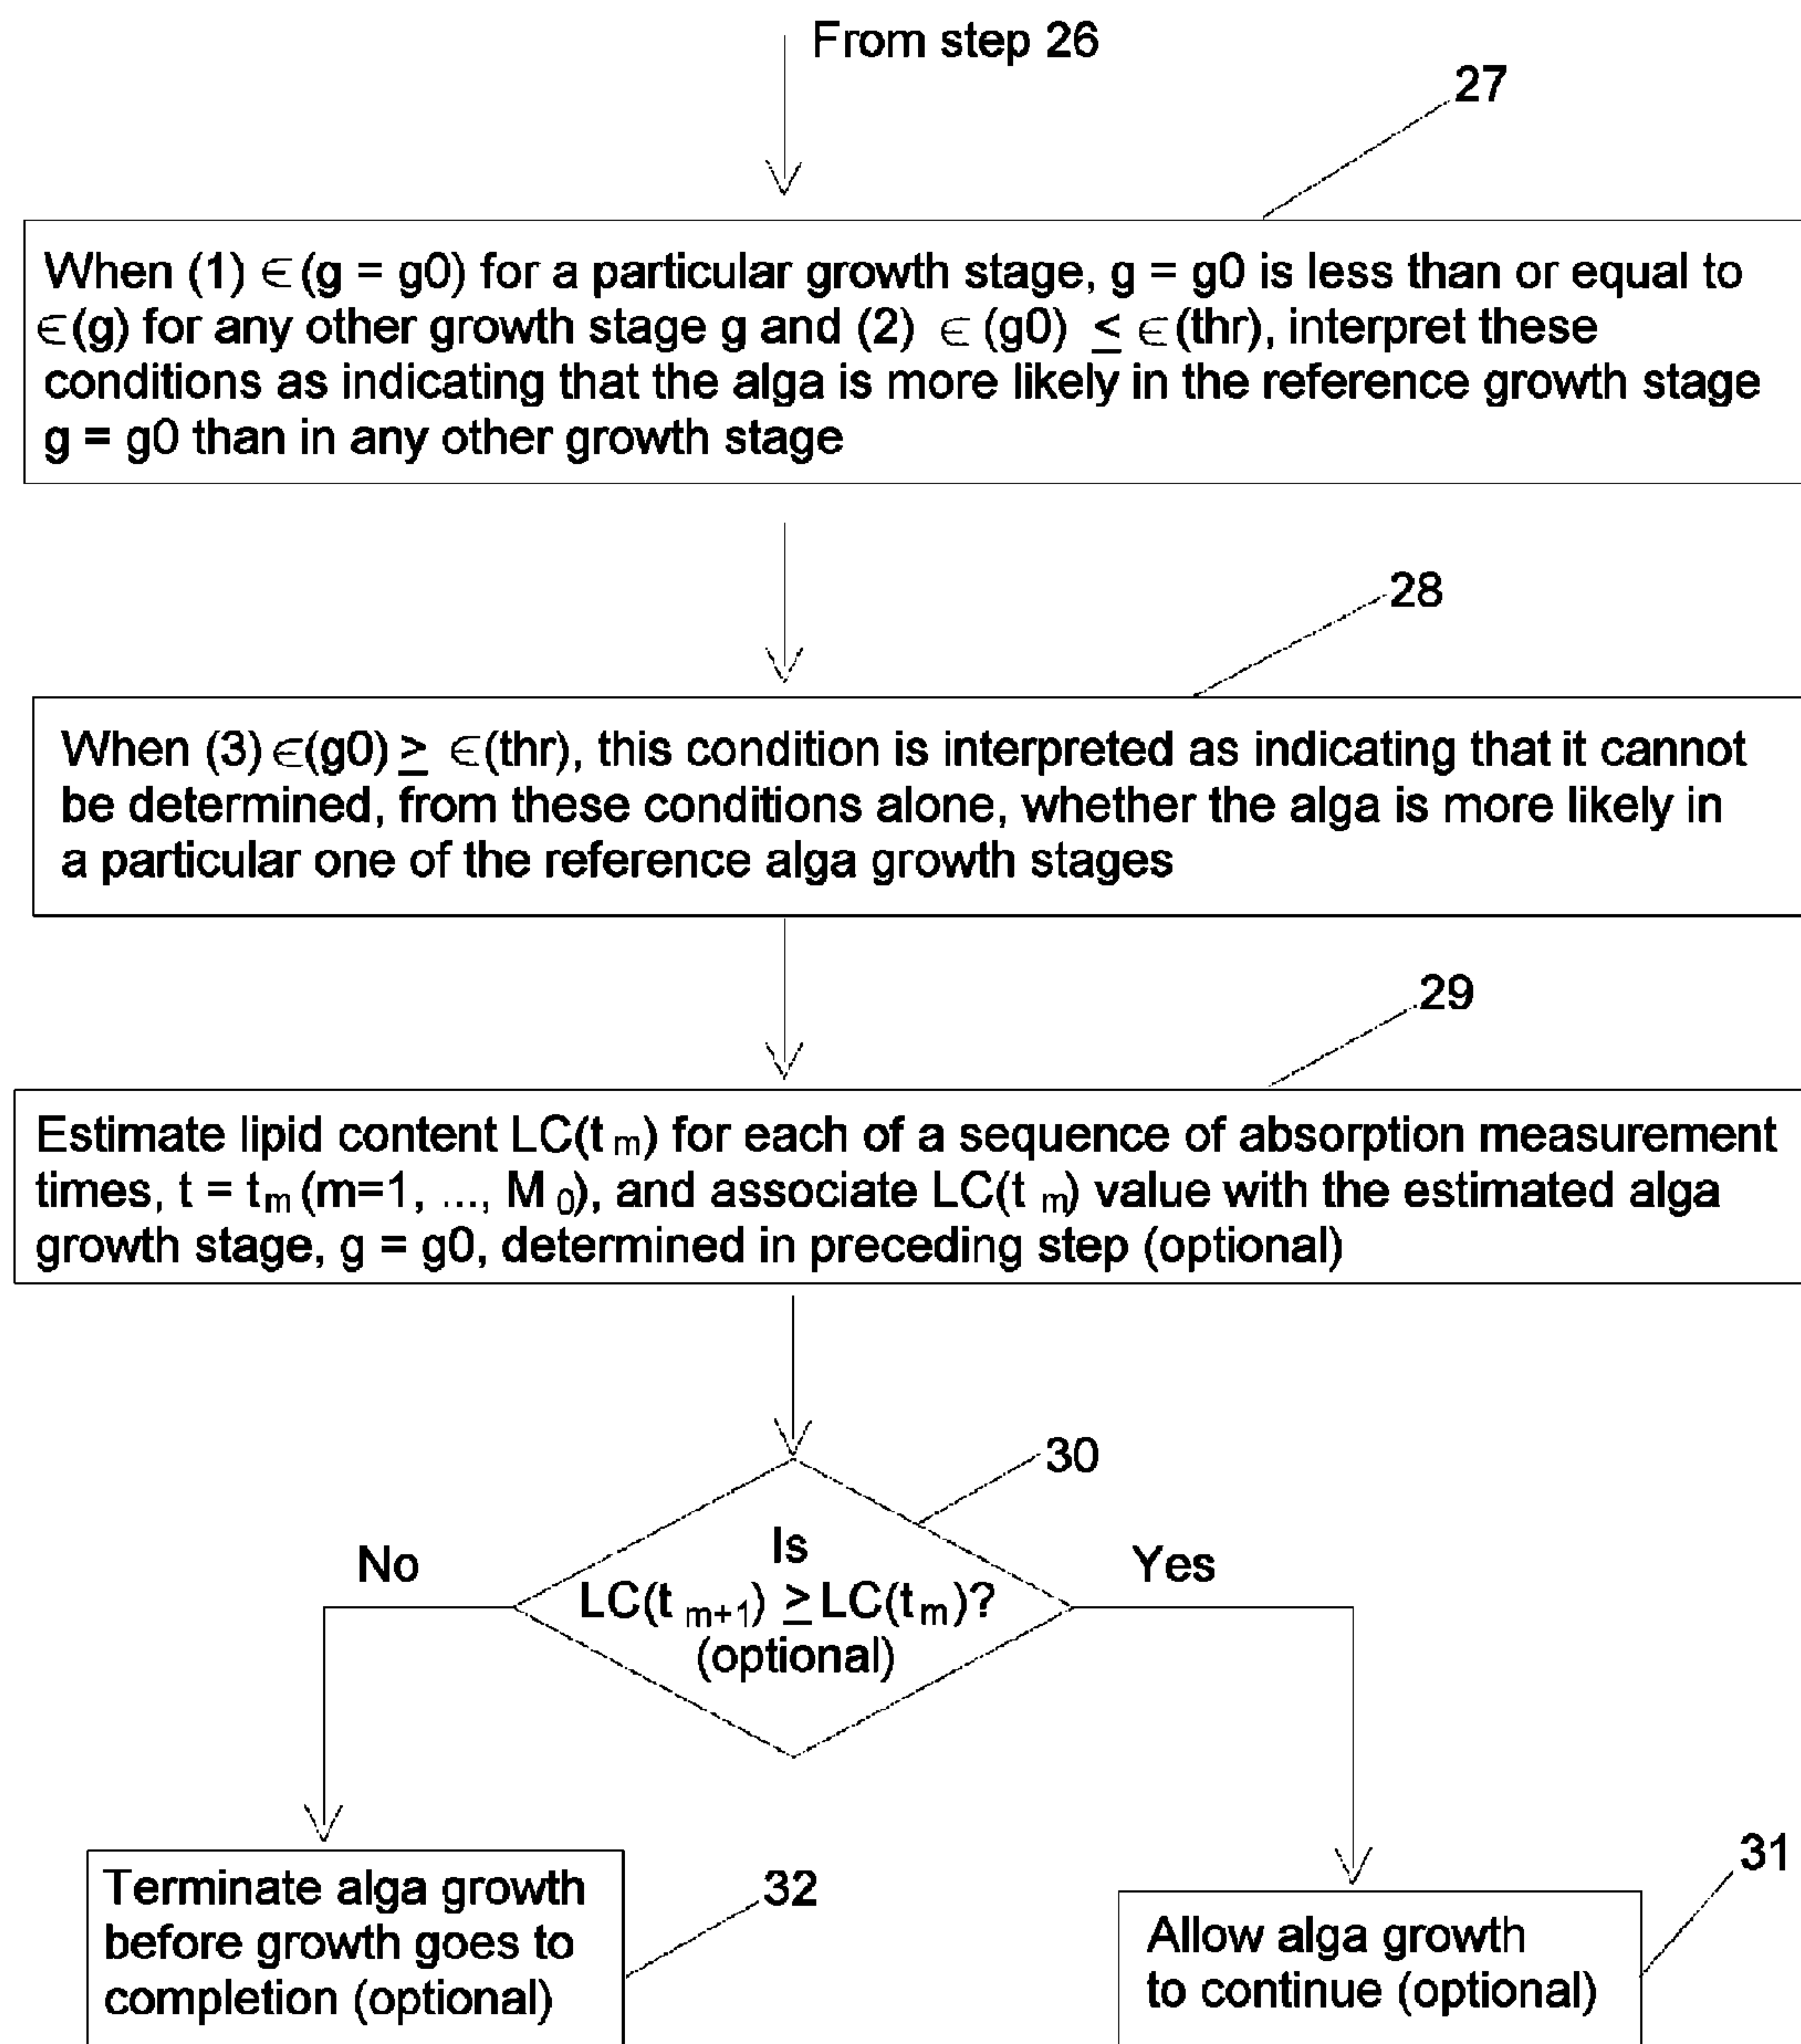 From step 26
27
When (1) ∈(g = g0) for a particular growth stage, g = g0 is less than or equal to
∈(g) for any other growth stage g and (2) ∈ (g0) ≤ ∈(thr), interpret these
conditions as indicating that the alga is more likely in the reference growth stage
g = g0 than in any other growth stage
28
When (3) ∈(g0) ≥ ∈(thr), this condition is interpreted as indicating that it cannot
be determined, from these conditions alone, whether the alga is more likely in
a particular one of the reference alga growth stages
29
Estimate lipid content LC(t m) for each of a sequence of absorption measurement
times, t = tm (m=1, ..., M 0), and associate LC(t m) value with the estimated alga
growth stage, g = g0, determined in preceding step (optional)
30
Is
LC(t m+1) ≥ LC(tm)?
(optional)
No
Yes
32
Terminate alga growth
before growth goes to
completion (optional)
31
Allow alga growth
to continue (optional)